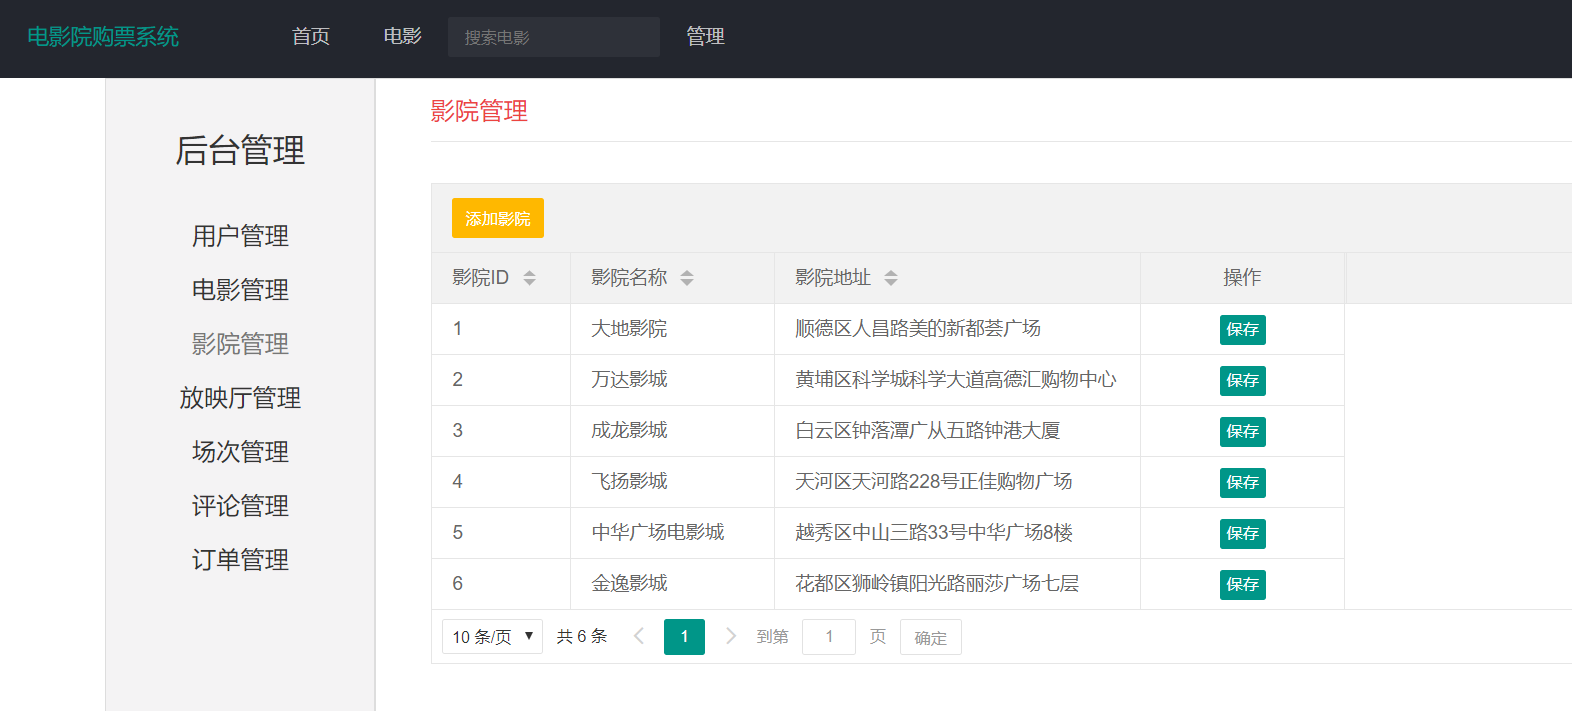 电影院购票系统 首页 电影 搜索电影 管理
影院管理
后台管理
添加影院
用户管理
影院ID 影院名称 影院地址 操作
电影管理
1 大地影院 顺德区人昌路美的新都荟广场 保存
影院管理
2 万达影城 黄埔区科学城科学大道高德汇购物中心 保存
放映厅管理
3 成龙影城 白云区钟落潭广从五路钟港大厦 保存
场次管理
4 飞扬影城 天河区天河路228号正佳购物广场 保存
评论管理
5 中华广场电影城 越秀区中山三路33号中华广场8楼 保存
订单管理
6 金逸影城 花都区狮岭镇阳光路丽莎广场七层 保存
10 条/页 共 6 条 1 到第 1 页 确定